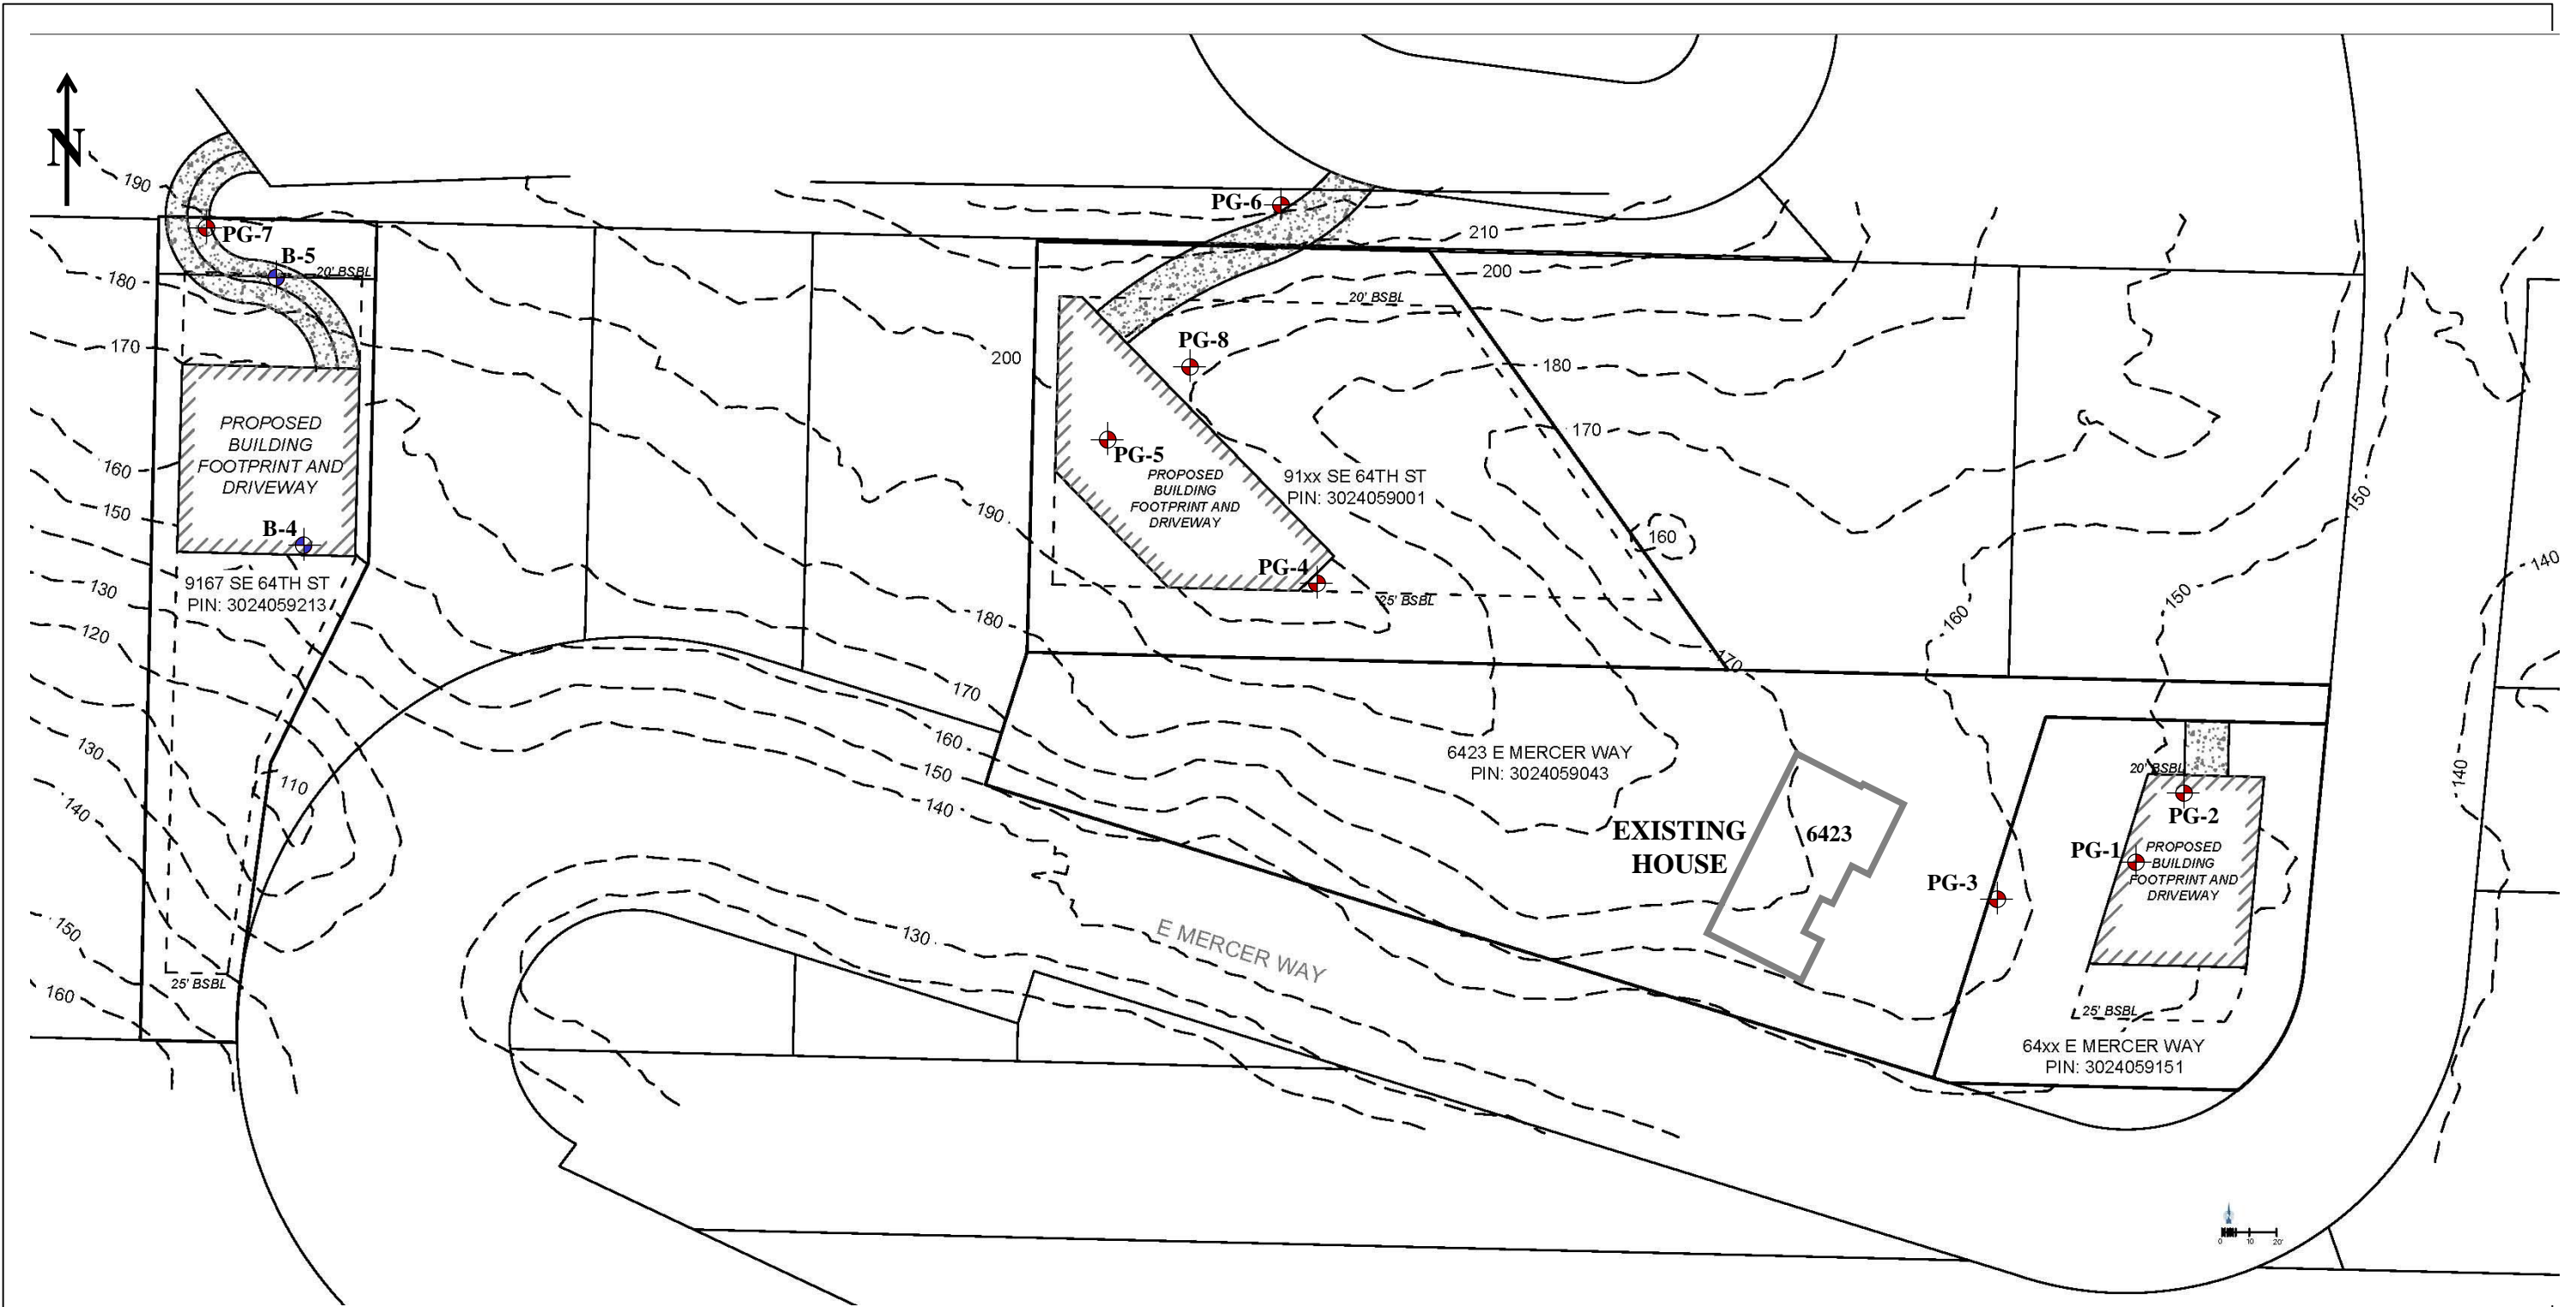 N
190
180
170
160
150
130
120
130
140
150
160
PG-7
B-5
20' BSBL
PROPOSED
BUILDING
FOOTPRINT AND
DRIVEWAY
B-4
9167 SE 64TH ST
PIN: 3024059213
110
25' BSBL
PG-6
210
200
20' BSBL
PG-8
200
180
170
PG-5
PROPOSED
BUILDING
FOOTPRINT AND
DRIVEWAY
91xx SE 64TH ST
PIN: 3024059001
190
160
150
140
PG-4
25' BSBL
180
160
150
170
170
160
150
140
6423 E MERCER WAY
PIN: 3024059043
EXISTING
HOUSE
6423
130
E MERCER WAY
PG-3
20' BSBL
PG-2
PG-1
PROPOSED
BUILDING
FOOTPRINT AND
DRIVEWAY
140
25' BSBL
64xx E MERCER WAY
PIN: 3024059151
0 10 20'